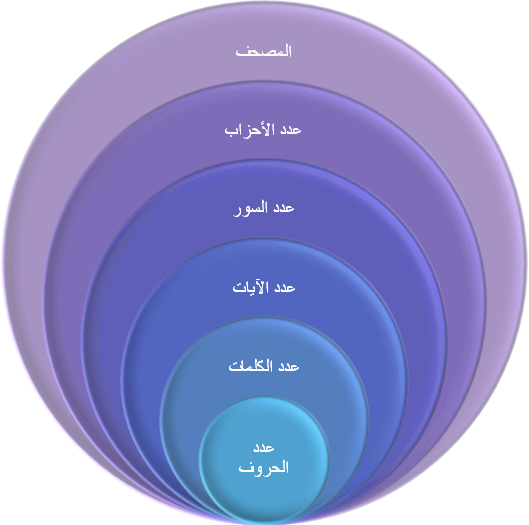 المصحف
عدد الأحزاب
عدد السور
عدد الآيات
عدد الكلمات
عدد
الحروف